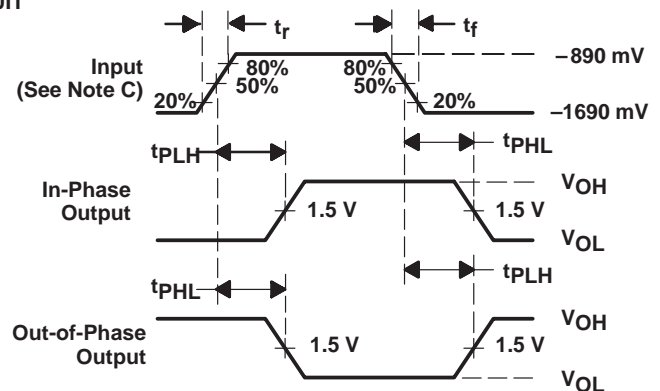 tr
tf
Input
(See Note C)
80%
80%
50%
50%
20%
20%
–890 mV
–1690 mV
tPLH
tPHL
In-Phase
Output
1.5 V
1.5 V
VOH
VOL
tPHL
tPLH
Out-of-Phase
Output
1.5 V
1.5 V
VOH
VOL